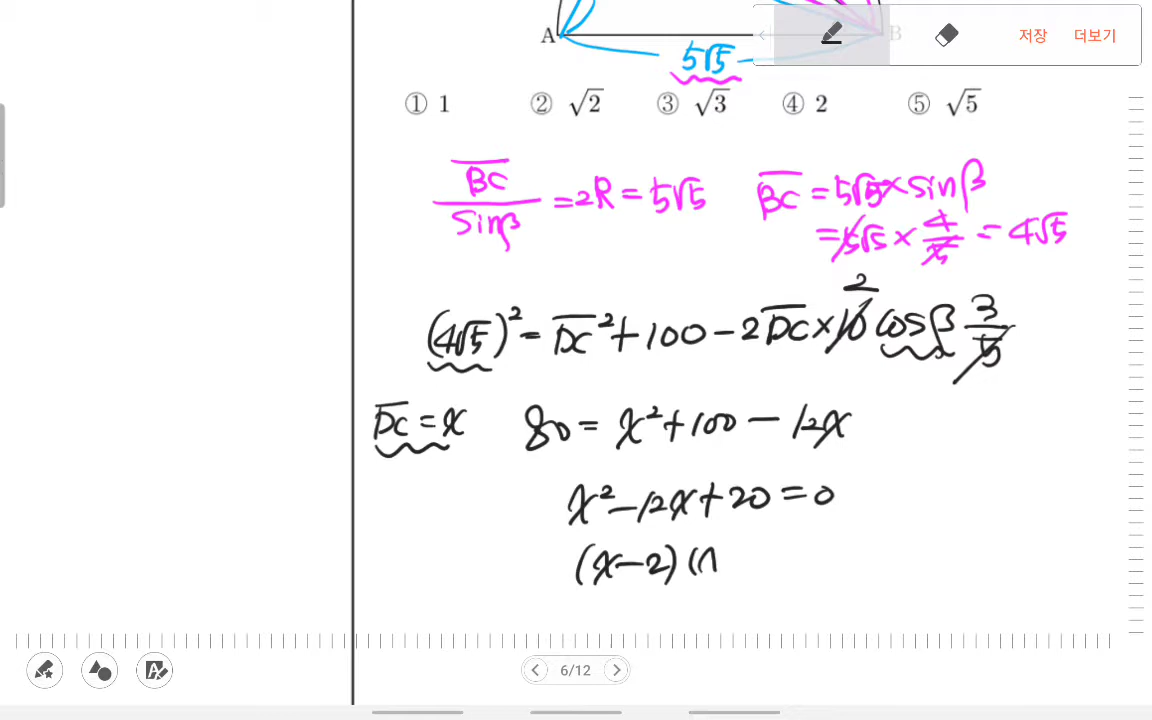 A B 저장 더보기
5√5
① 1 ② √2 ③ √3 ④ 2 ⑤ √5
BC/sinβ = 2R = 5√5 BC = 5√5 × sinβ
= 5√5 × 4/5 = 4√5
2
(4√5)² = DC² + 100 − 2DC × 10 cosβ 3/5
DC = x 80 = x² + 100 − 12x
x² − 12x + 20 = 0
(x − 2) (
6/12